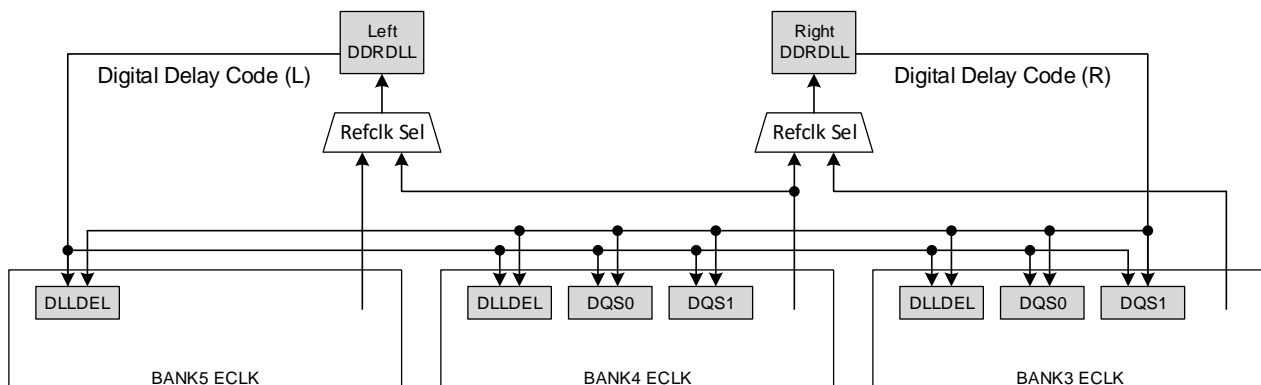 Left
DDRDLL
Right
DDRDLL
Digital Delay Code (L)
Digital Delay Code (R)
Refclk Sel
Refclk Sel
DLLDEL
DLLDEL
DQS0
DQS1
DLLDEL
DQS0
DQS1
BANK5 ECLK
BANK4 ECLK
BANK3 ECLK